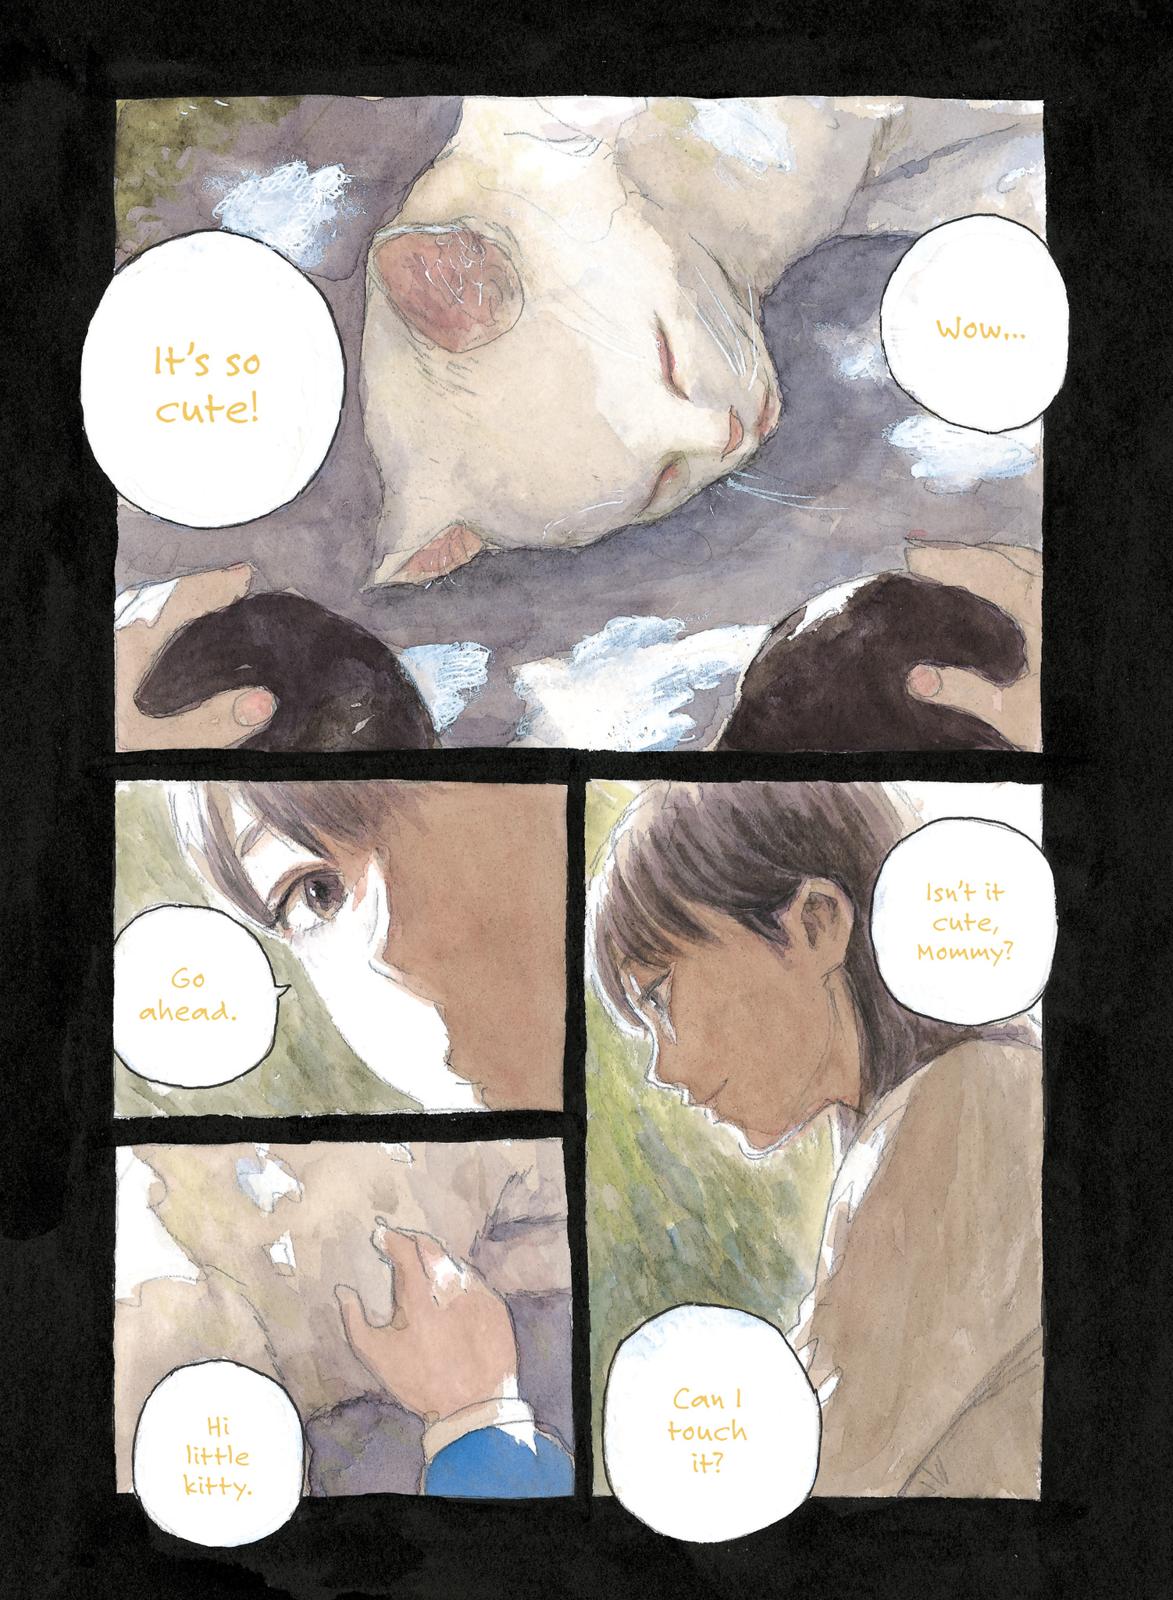 Wow...
It's so
cute!
Isn't it
cute,
Mommy?
Can I
touch
it?
Go
ahead.
Hi
little
kitty.